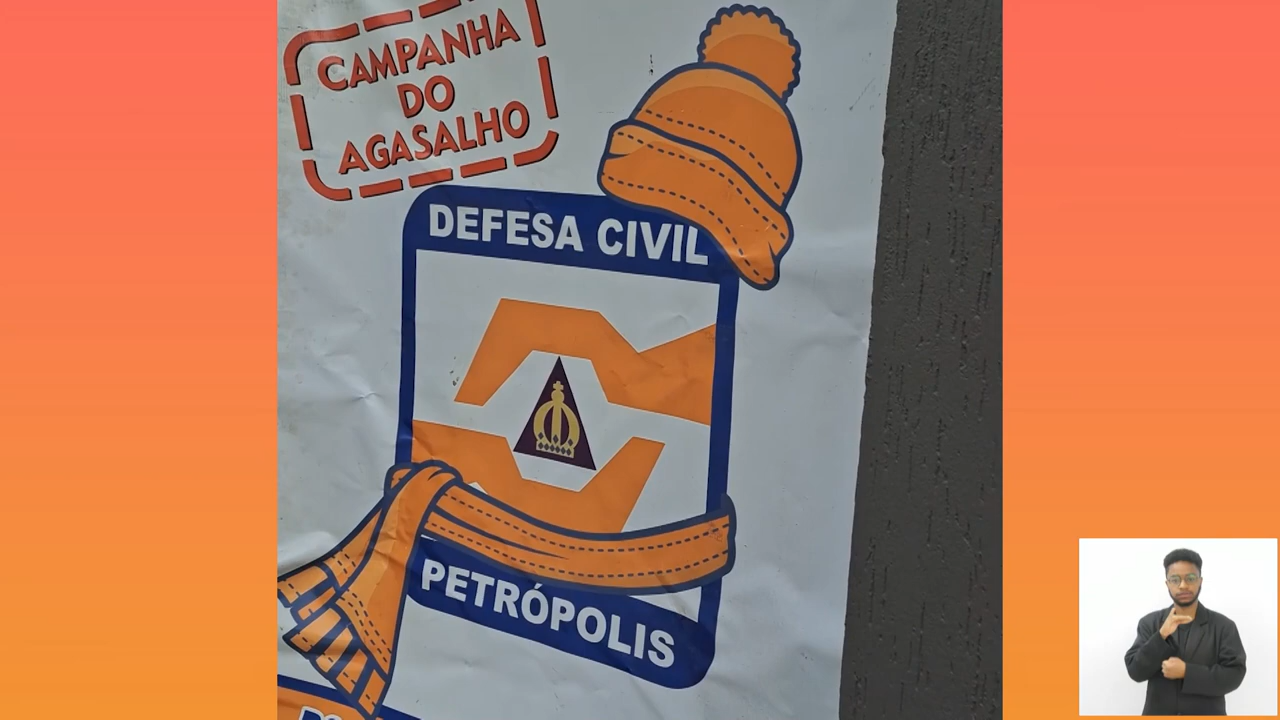 CAMPANHA
DO
AGASALHO
DEFESA CIVIL
PETRÓPOLIS